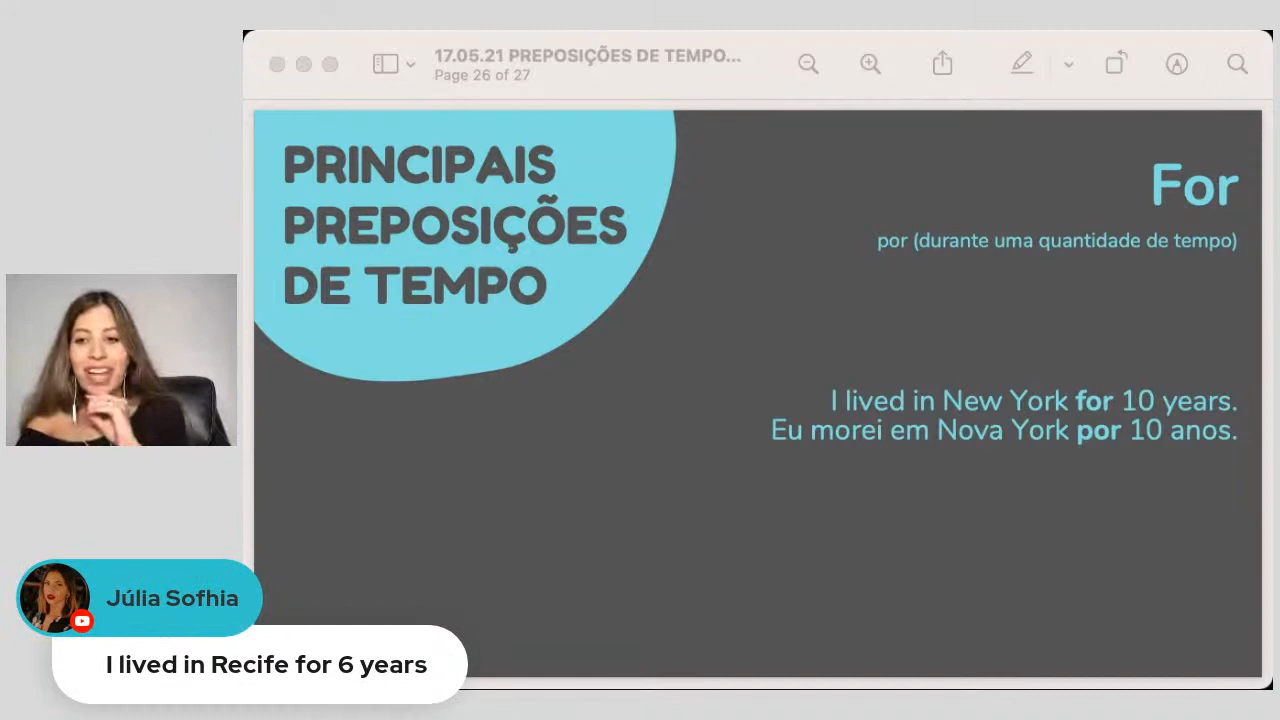 17.05.21 PREPOSIÇÕES DE TEMPO...
Page 26 of 27
PRINCIPAIS
PREPOSIÇÕES
DE TEMPO
For
por (durante uma quantidade de tempo)
I lived in New York for 10 years.
Eu morei em Nova York por 10 anos.
Júlia Sofhia
I lived in Recife for 6 years